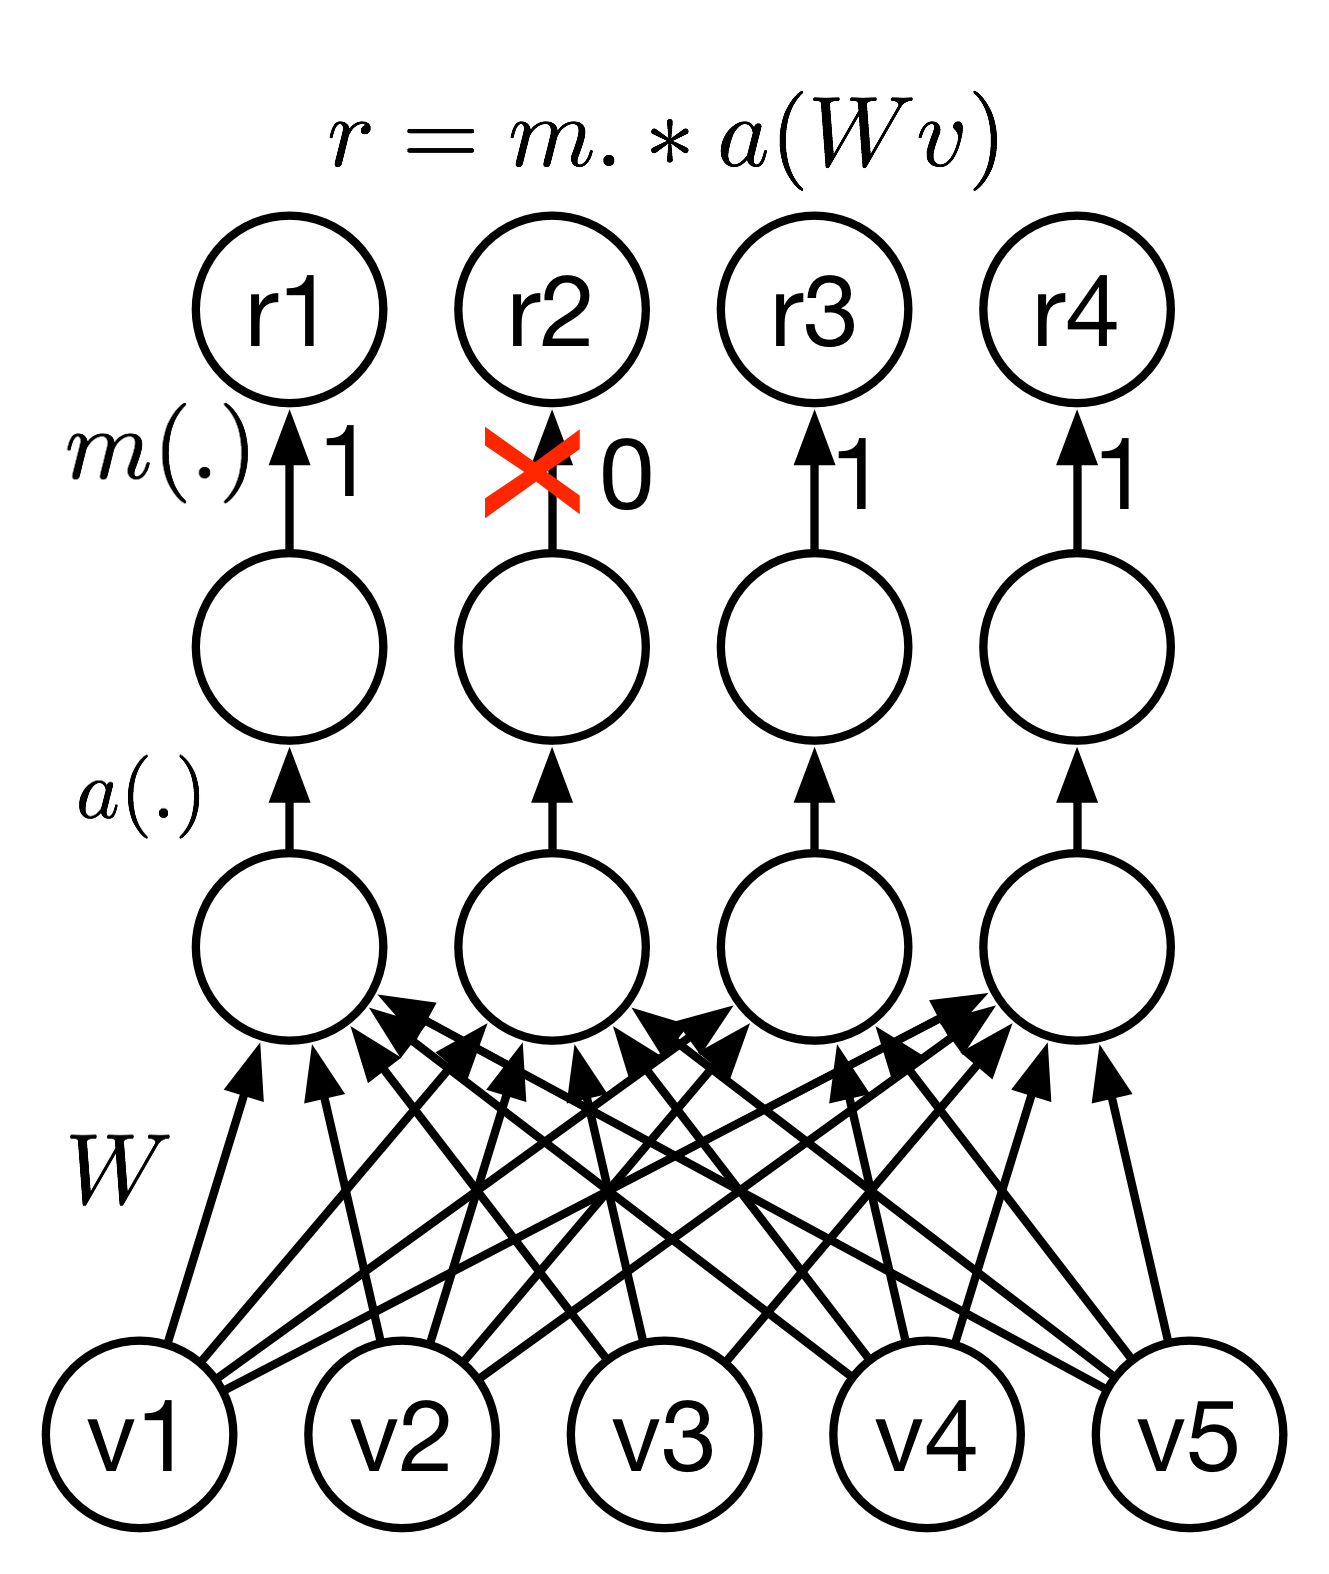 r = m. * a(Wv)
r1 r2 r3 r4
m(.) 1 0 1 1
a(.)
W
v1 v2 v3 v4 v5